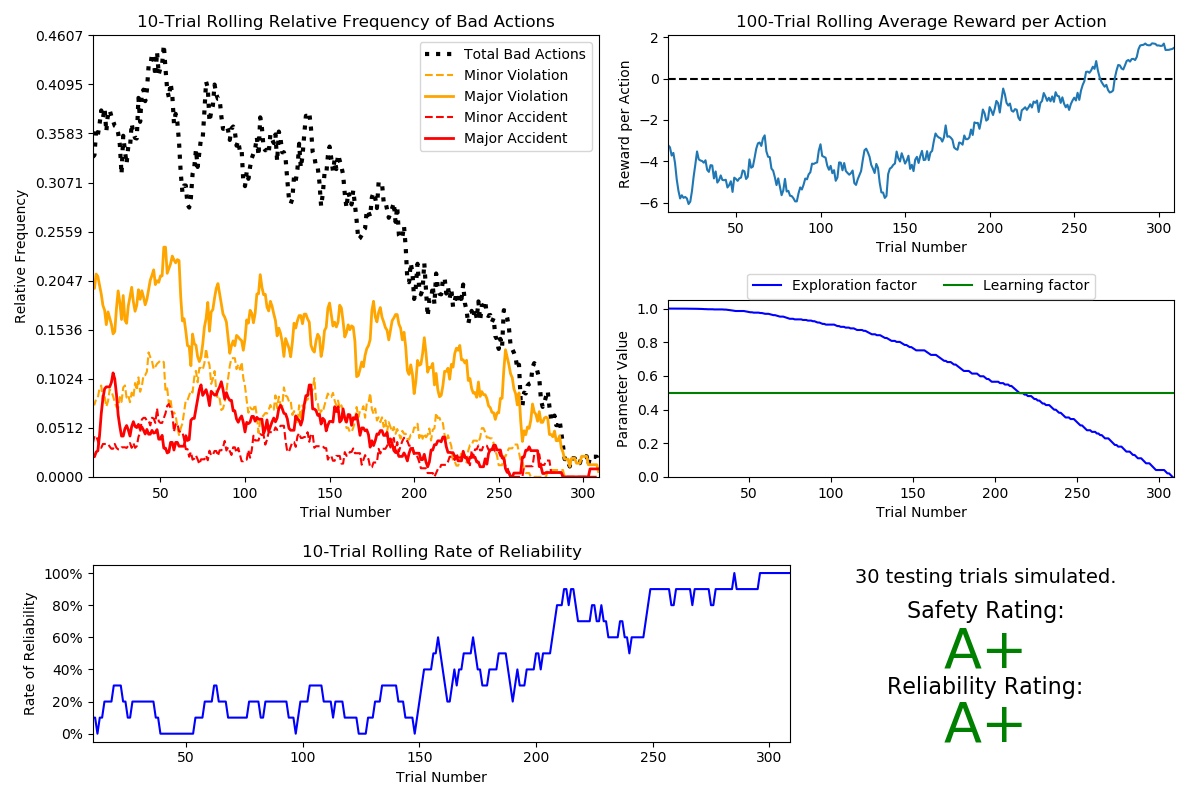 10-Trial Rolling Relative Frequency of Bad Actions
0.4607
0.4095
0.3583
0.3071
0.2559
0.2047
0.1536
0.1024
0.0512
0.0000
Relative Frequency
Total Bad Actions
Minor Violation
Major Violation
Minor Accident
Major Accident
50 100 150 200 250 300
Trial Number
100-Trial Rolling Average Reward per Action
2
0
−2
−4
−6
Reward per Action
50 100 150 200 250 300
Trial Number
Exploration factor Learning factor
1.0
0.8
0.6
0.4
0.2
0.0
Parameter Value
50 100 150 200 250 300
Trial Number
10-Trial Rolling Rate of Reliability
100%
80%
60%
40%
20%
0%
Rate of Reliability
50 100 150 200 250 300
Trial Number
30 testing trials simulated.
Safety Rating:
A+
Reliability Rating:
A+